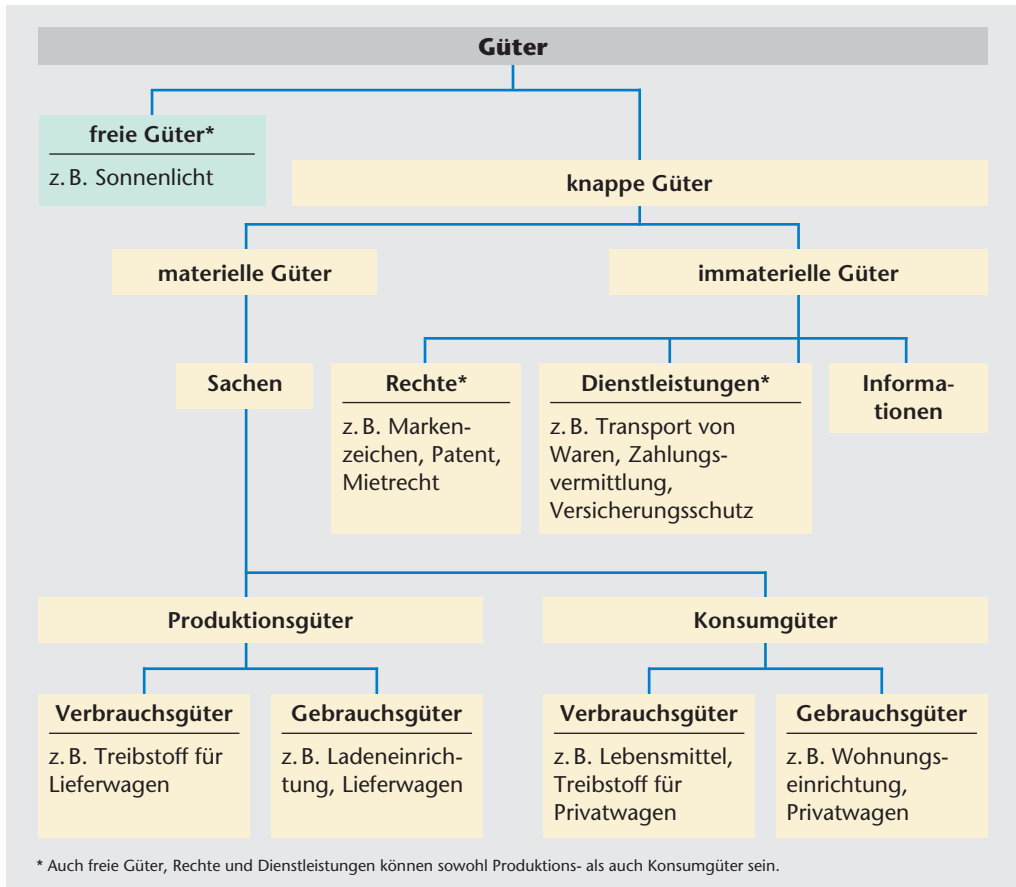 Güter
freie Güter*
z. B. Sonnenlicht
knappe Güter
materielle Güter
immaterielle Güter
Sachen
Rechte*
z. B. Marken-
zeichen, Patent,
Mietrecht
Dienstleistungen*
z. B. Transport von
Waren, Zahlungs-
vermittlung,
Versicherungsschutz
Informa-
tionen
Produktionsgüter
Konsumgüter
Verbrauchsgüter
z. B. Treibstoff für
Lieferwagen
Gebrauchsgüter
z. B. Ladeneinrich-
tung, Lieferwagen
Verbrauchsgüter
z. B. Lebensmittel,
Treibstoff für
Privatwagen
Gebrauchsgüter
z. B. Wohnungs-
einrichtung,
Privatwagen
* Auch freie Güter, Rechte und Dienstleistungen können sowohl Produktions- als auch Konsumgüter sein.